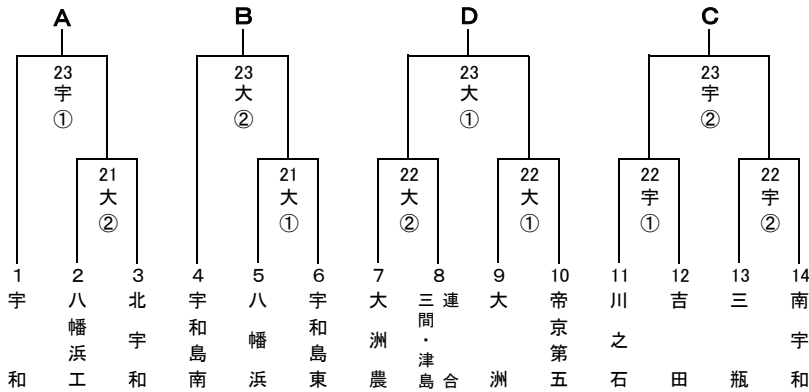 A B D C
23 宇 ①
23 大 ②
23 大 ①
23 宇 ②
21 大 ②
21 大 ①
22 大 ②
22 大 ①
22 宇 ①
22 宇 ②
1 宇和
2 八幡浜工
3 北宇和
4 宇和島南
5 八幡浜
6 宇和島東
7 大洲農
8 三間・津島連合
9 大洲
10 帝京第五
11 川之石
12 吉田
13 三瓶
14 南宇和